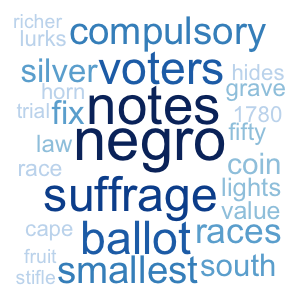 richer compulsory
lurks
silver voters hides
horn notes grave
trial fix 1780
law negro fifty
race coin
suffrage lights
value
cape ballot races
fruit smallest south
stifle